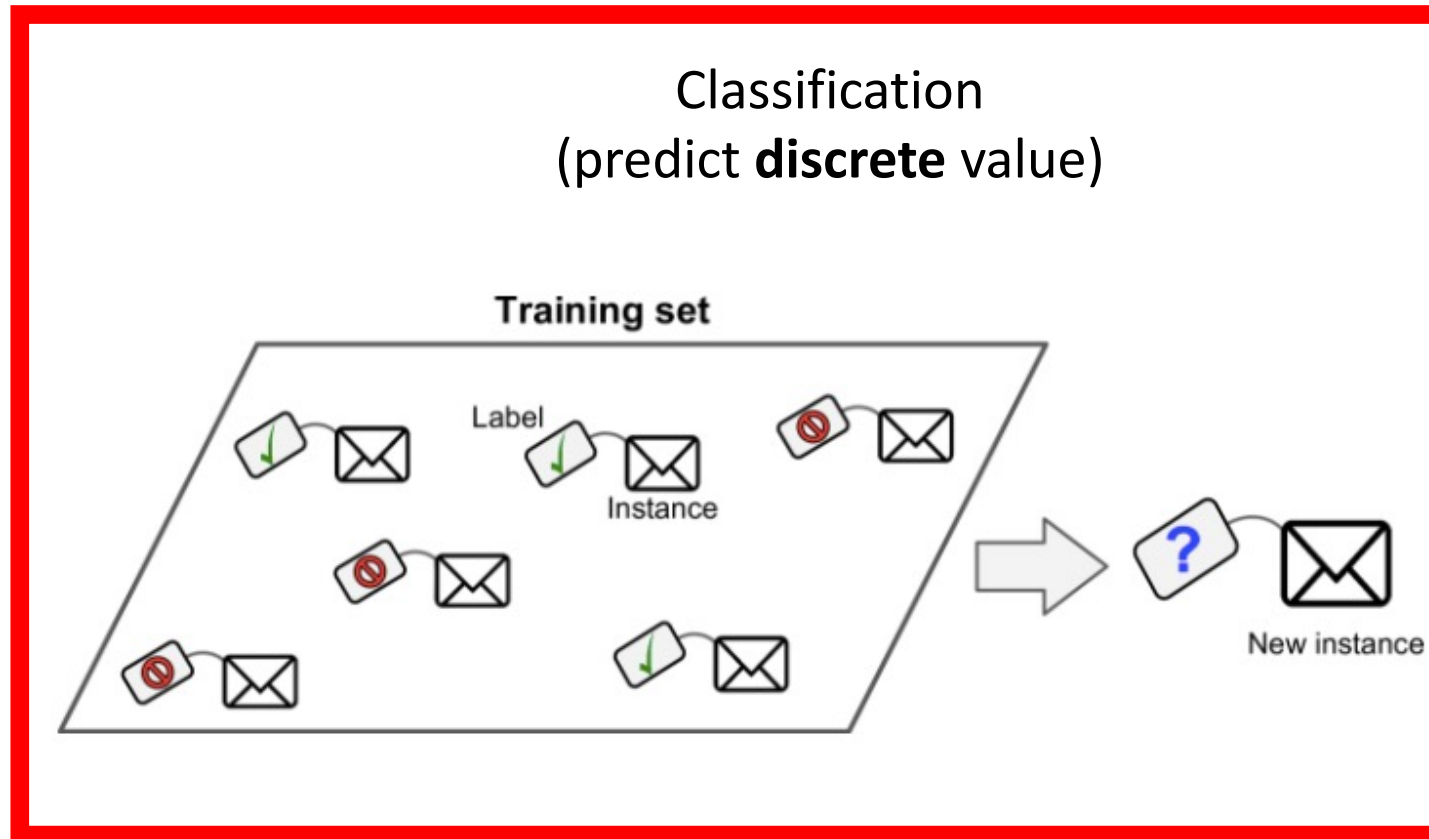 Classification
(predict discrete value)
Training set
Label
Instance
?
New instance